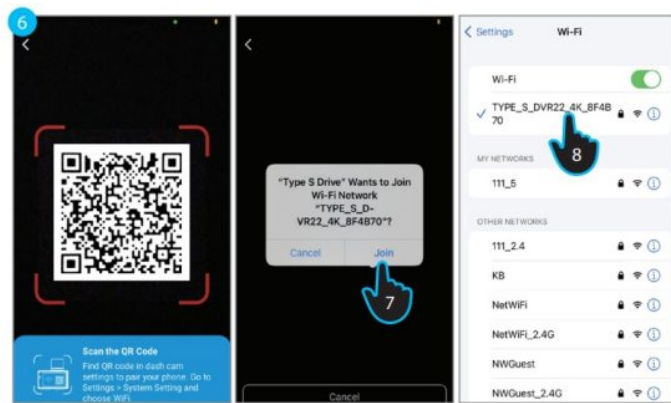 6
Scan the QR Code
Find QR code in dash cam
settings to pair your phone. Go to
Settings > System Setting and
choose WiFi.
"Type S Drive" Wants to Join
Wi-Fi Network
"TYPE_S_D-
VR22_4K_8F4B70"?
Cancel Join
7
Cancel
Settings Wi-Fi
Wi-Fi
TYPE_S_DVR22_4K_8F4B
70
8
MY NETWORKS
111_5
OTHER NETWORKS
111_2.4
KB
NetWiFi
NetWiFi_2.4G
NWGuest
NWGuest_2.4G